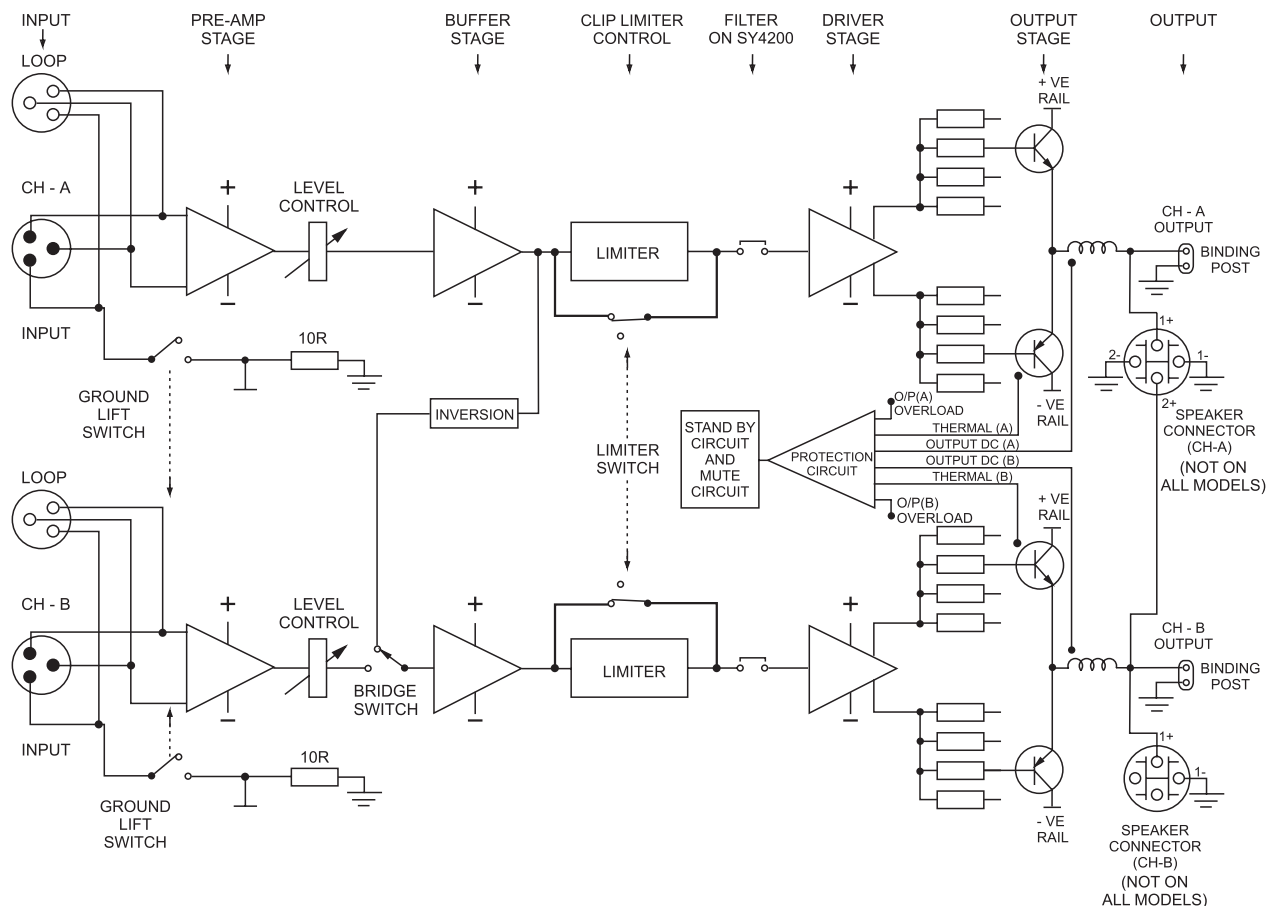 INPUT
PRE-AMP
STAGE
BUFFER
STAGE
CLIP LIMITER
CONTROL
FILTER
ON SY4200
DRIVER
STAGE
OUTPUT
STAGE
OUTPUT
LOOP
+ VE
RAIL
CH - A
LEVEL
CONTROL
+
+
+
LIMITER
CH - A
OUTPUT
BINDING
POST
−
−
−
INPUT
10R
GROUND
LIFT
SWITCH
1+
2-
1-
2+
- VE
RAIL
SPEAKER
CONNECTOR
(CH-A)
(NOT ON
ALL MODELS)
INVERSION
LIMITER
SWITCH
STAND BY
CIRCUIT
AND
MUTE
CIRCUIT
PROTECTION
CIRCUIT
O/P(A)
OVERLOAD
THERMAL (A)
OUTPUT DC (A)
OUTPUT DC (B)
THERMAL (B)
O/P(B)
OVERLOAD
LOOP
+ VE
RAIL
CH - B
LEVEL
CONTROL
+
+
+
BRIDGE
SWITCH
LIMITER
CH - B
OUTPUT
BINDING
POST
−
−
−
INPUT
10R
GROUND
LIFT
SWITCH
1+
1-
- VE
RAIL
SPEAKER
CONNECTOR
(CH-B)
(NOT ON
ALL MODELS)